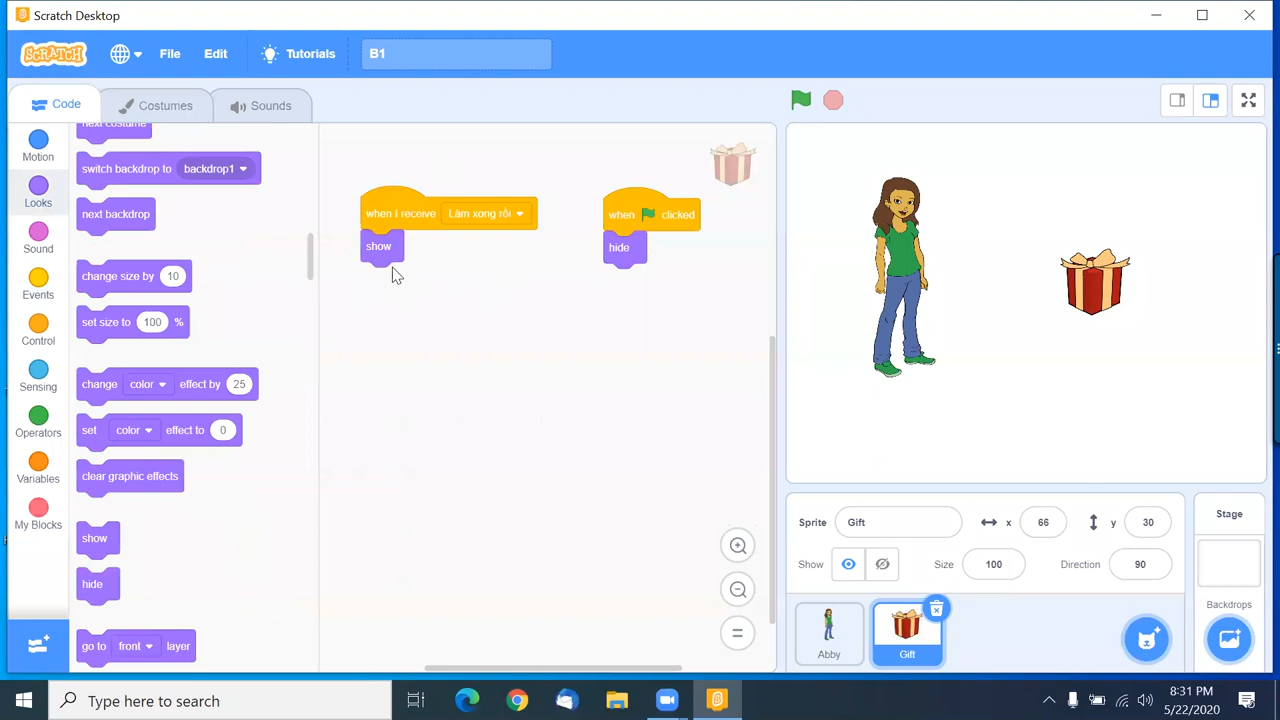 Scratch Desktop
SCRATCH
File
Edit
Tutorials
B1
Code
Costumes
Sounds
Motion
Looks
Sound
Events
Control
Sensing
Operators
Variables
My Blocks
next costume
switch backdrop to backdrop1
next backdrop
change size by 10
set size to 100 %
change color effect by 25
set color effect to 0
clear graphic effects
show
hide
go to front layer
when I receive Làm xong rồi
show
when clicked
hide
Sprite Gift x 66 y 30
Show Size 100 Direction 90
Abby
Gift
Stage
Backdrops
Type here to search
8:31 PM
5/22/2020